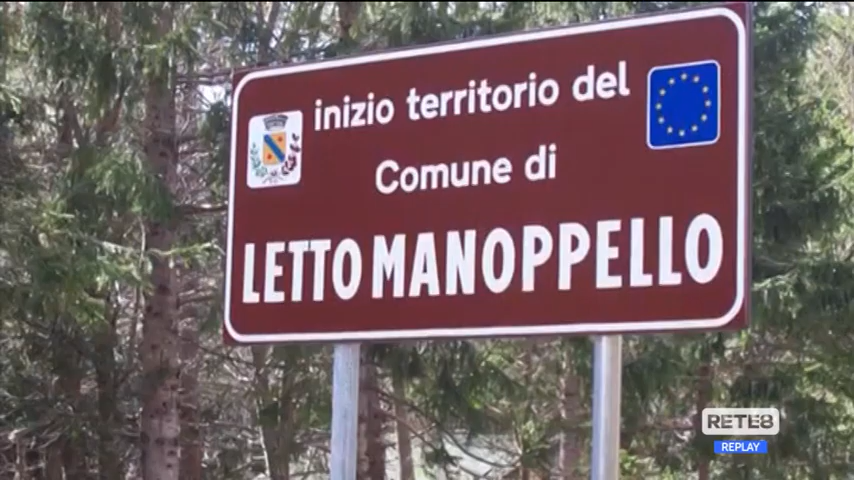 inizio territorio del
Comune di
LETTOMANOPPELLO
RETE8
REPLAY